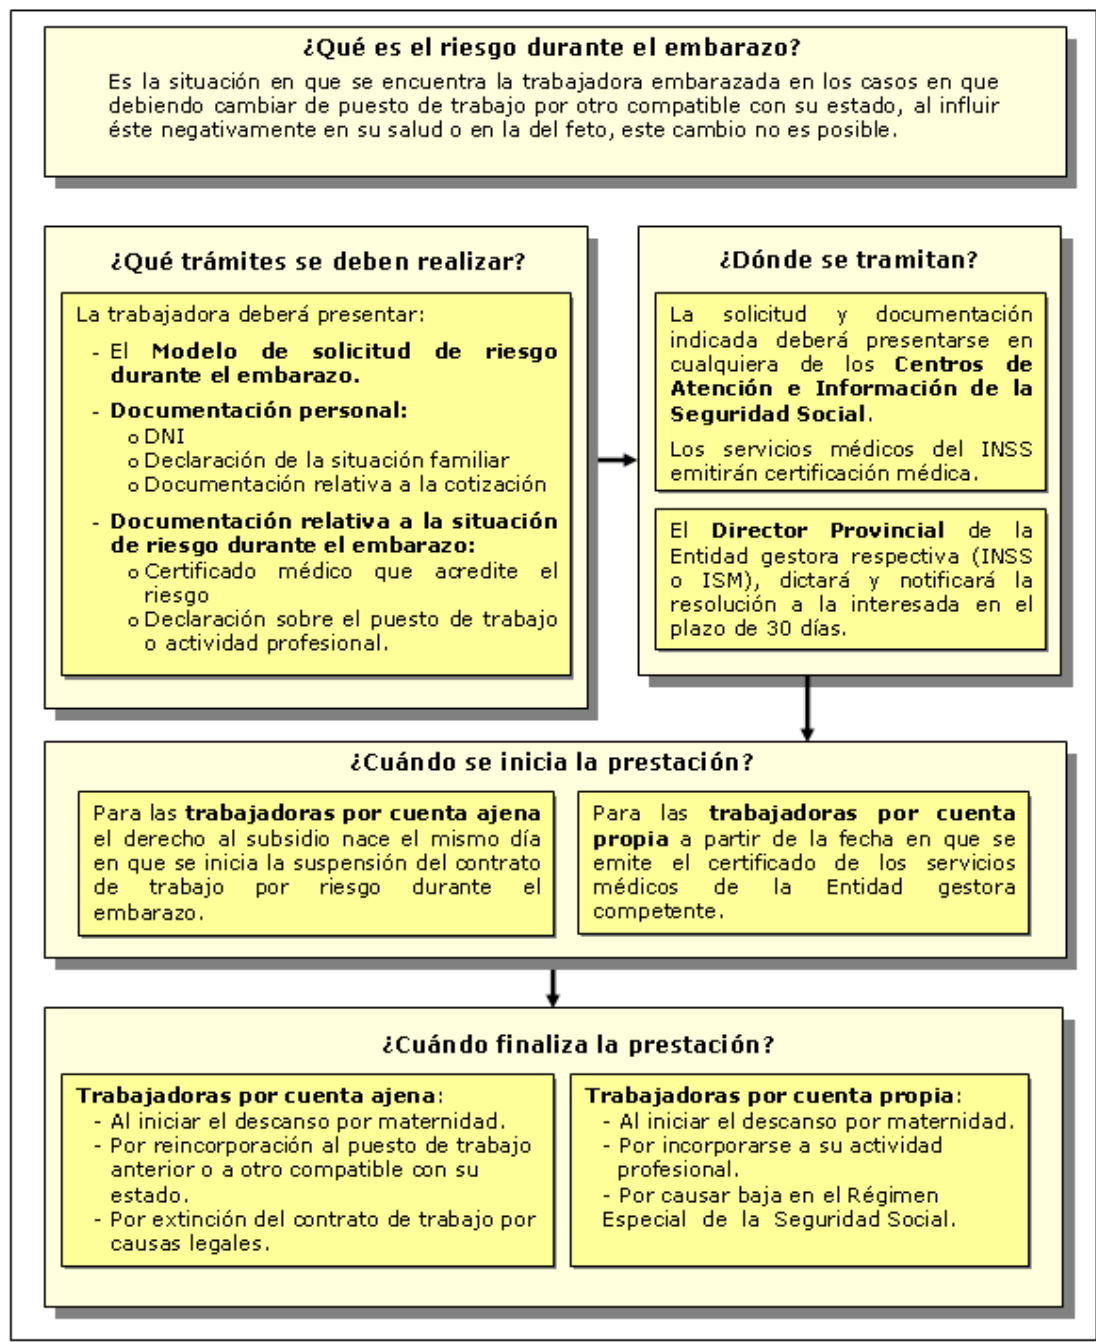 ¿Qué es el riesgo durante el embarazo?
Es la situación en que se encuentra la trabajadora embarazada en los casos en que
debiendo cambiar de puesto de trabajo por otro compatible con su estado, al influir
éste negativamente en su salud o en la del feto, este cambio no es posible.
¿Qué trámites se deben realizar?
La trabajadora deberá presentar:
- El Modelo de solicitud de riesgo
durante el embarazo.
- Documentación personal:
o DNI
o Declaración de la situación familiar
o Documentación relativa a la cotización
- Documentación relativa a la situación
de riesgo durante el embarazo:
o Certificado médico que acredite el
riesgo
o Declaración sobre el puesto de trabajo
o actividad profesional.
¿Dónde se tramitan?
La solicitud y documentación
indicada deberá presentarse en
cualquiera de los Centros de
Atención e Información de la
Seguridad Social.
Los servicios médicos del INSS
emitirán certificación médica.
El Director Provincial de la
Entidad gestora respectiva (INSS
o ISM), dictará y notificará la
resolución a la interesada en el
plazo de 30 días.
¿Cuándo se inicia la prestación?
Para las trabajadoras por cuenta ajena
el derecho al subsidio nace el mismo día
en que se inicia la suspensión del contrato
de trabajo por riesgo durante el
embarazo.
Para las trabajadoras por cuenta
propia a partir de la fecha en que se
emite el certificado de los servicios
médicos de la Entidad gestora
competente.
¿Cuándo finaliza la prestación?
Trabajadoras por cuenta ajena:
- Al iniciar el descanso por maternidad.
- Por reincorporación al puesto de trabajo
anterior o a otro compatible con su
estado.
- Por extinción del contrato de trabajo por
causas legales.
Trabajadoras por cuenta propia:
- Al iniciar el descanso por maternidad.
- Por incorporarse a su actividad
profesional.
- Por causar baja en el Régimen
Especial de la Seguridad Social.